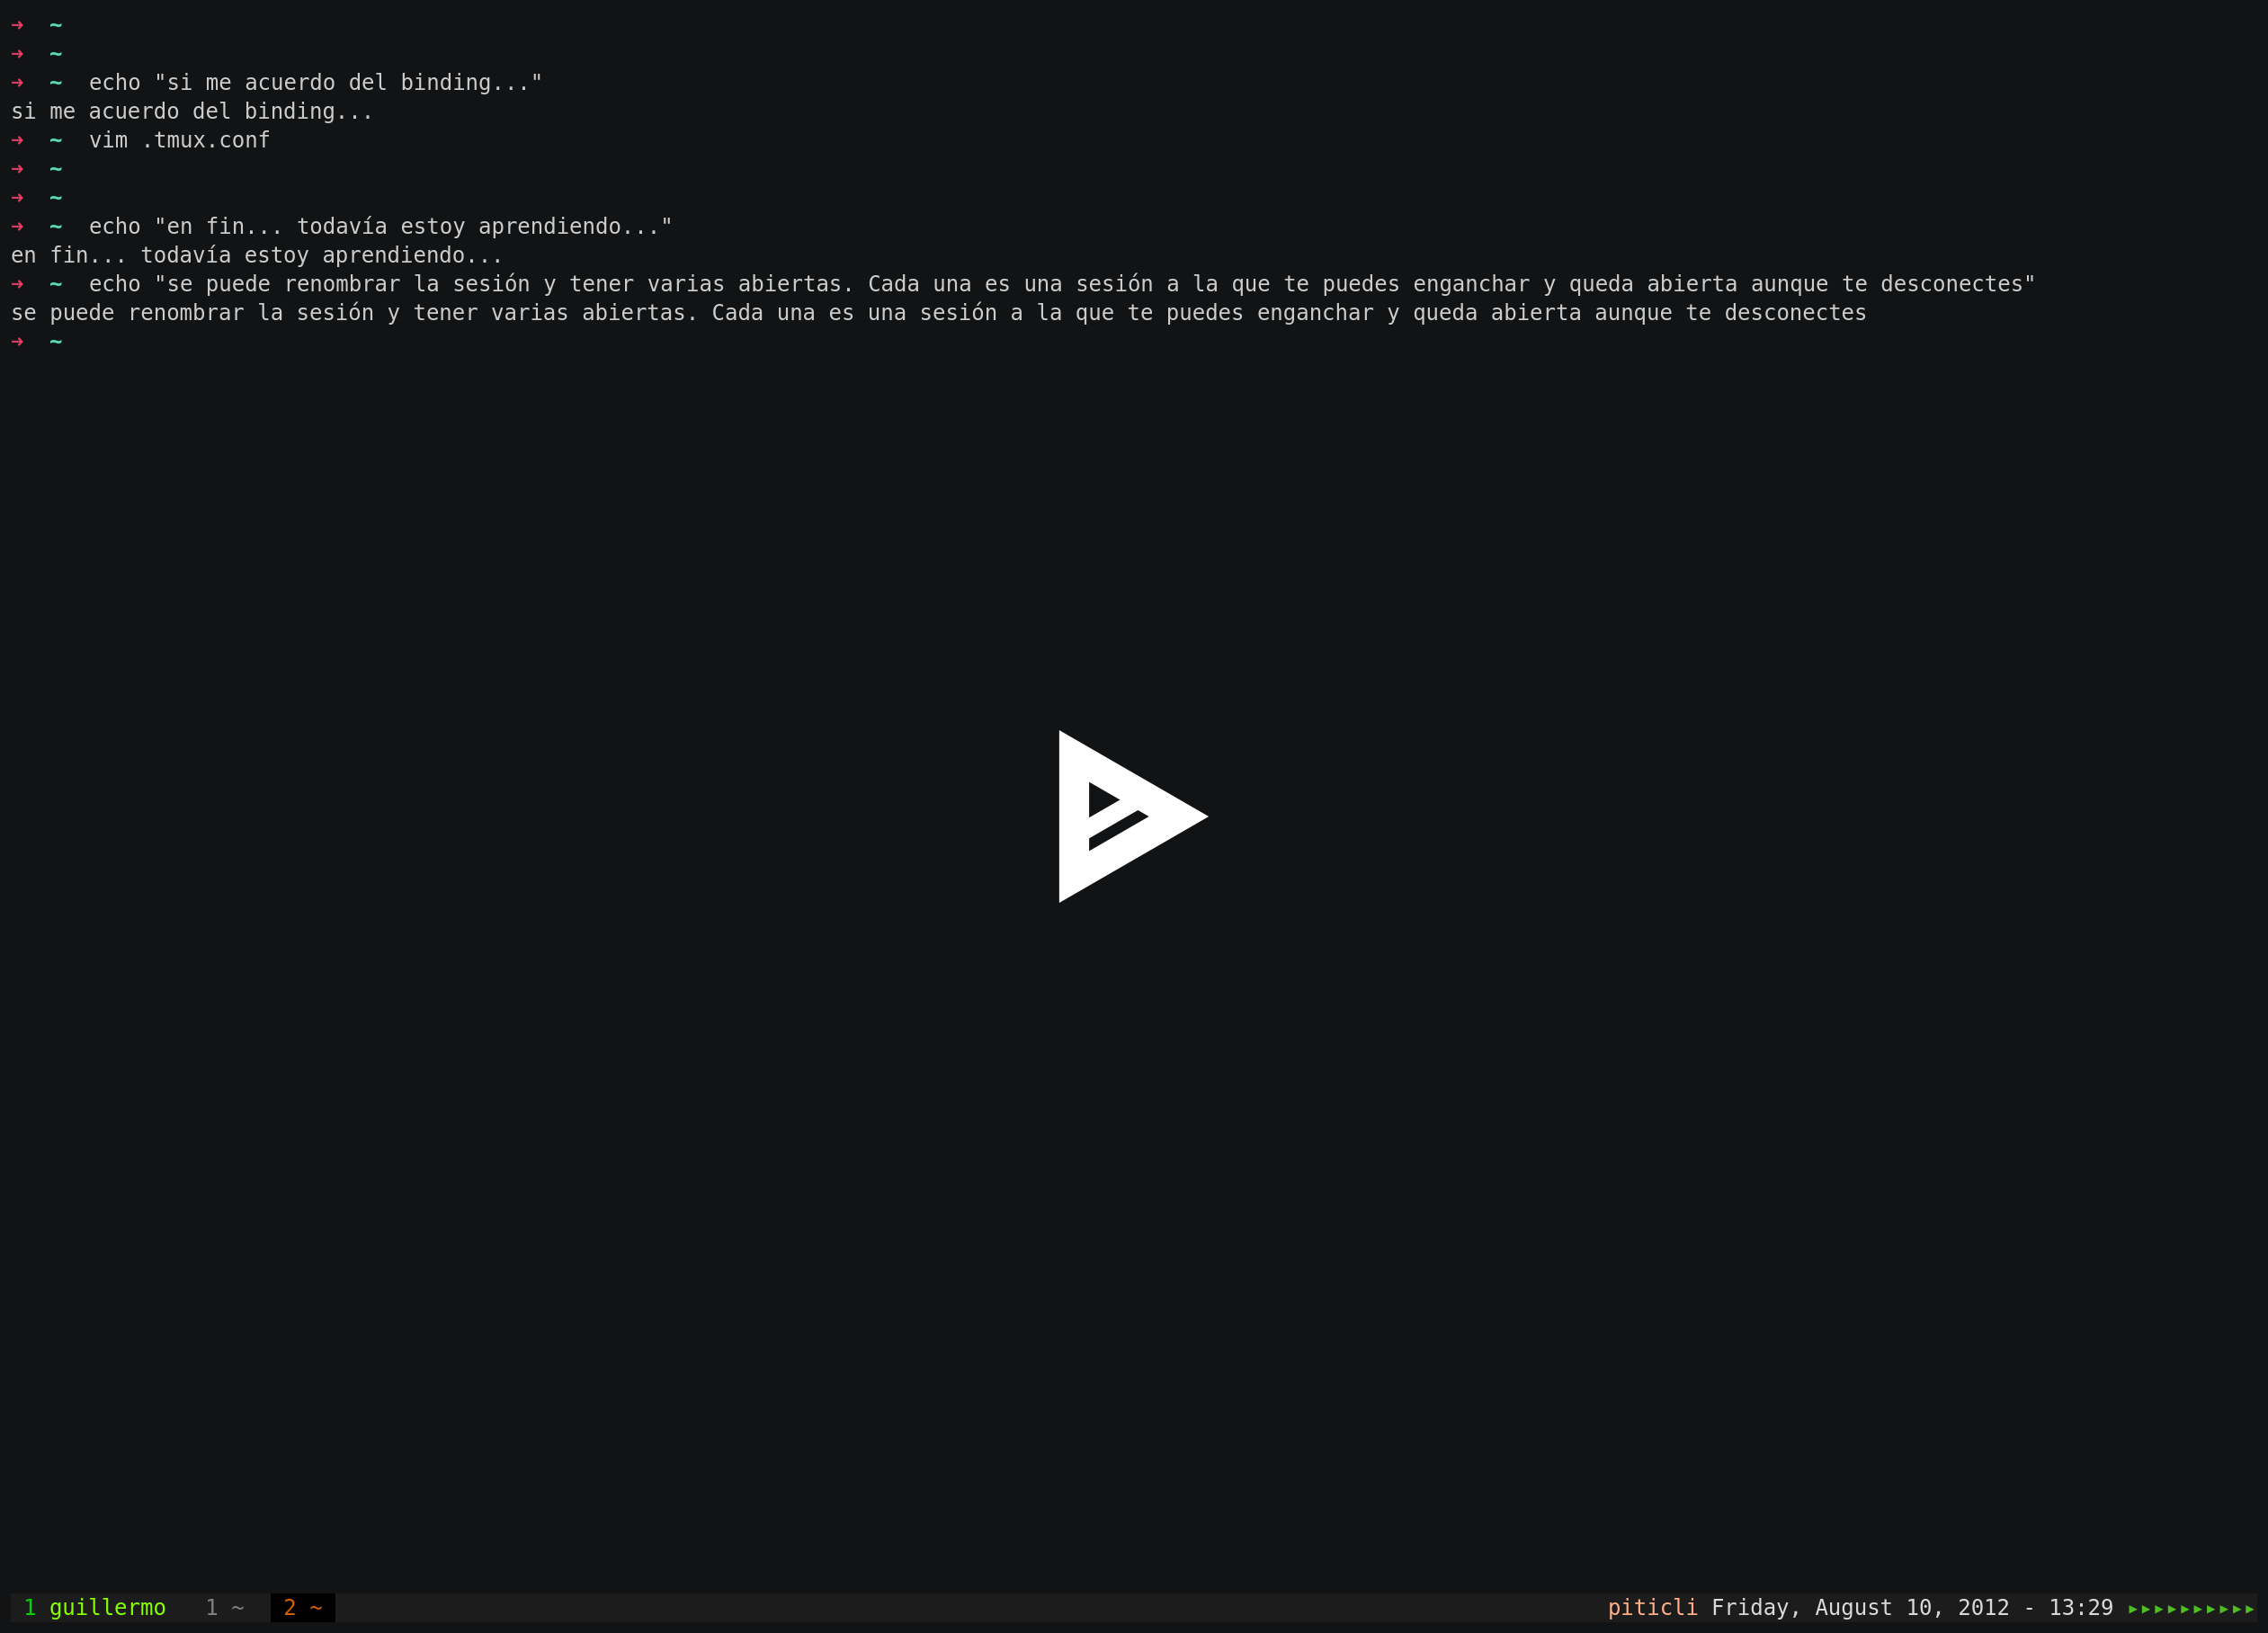 ➜  ~
➜  ~
➜  ~  echo "si me acuerdo del binding..."
si me acuerdo del binding...
➜  ~  vim .tmux.conf
➜  ~
➜  ~
➜  ~  echo "en fin... todavía estoy aprendiendo..."
en fin... todavía estoy aprendiendo...
➜  ~  echo "se puede renombrar la sesión y tener varias abiertas. Cada una es una sesión a la que te puedes enganchar y queda abierta aunque te desconectes"
se puede renombrar la sesión y tener varias abiertas. Cada una es una sesión a la que te puedes enganchar y queda abierta aunque te desconectes
➜  ~
1 guillermo   1 ~   2 ~   piticli Friday, August 10, 2012 - 13:29 ▸▸▸▸▸▸▸▸▸▸